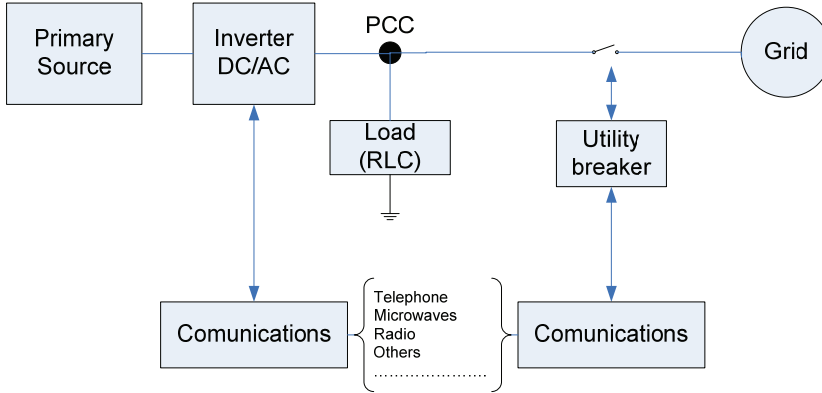 Primary
Source
Inverter
DC/AC
PCC
Grid
Load
(RLC)
Utility
breaker
Comunications
Telephone
Microwaves
Radio
Others
......................
Comunications